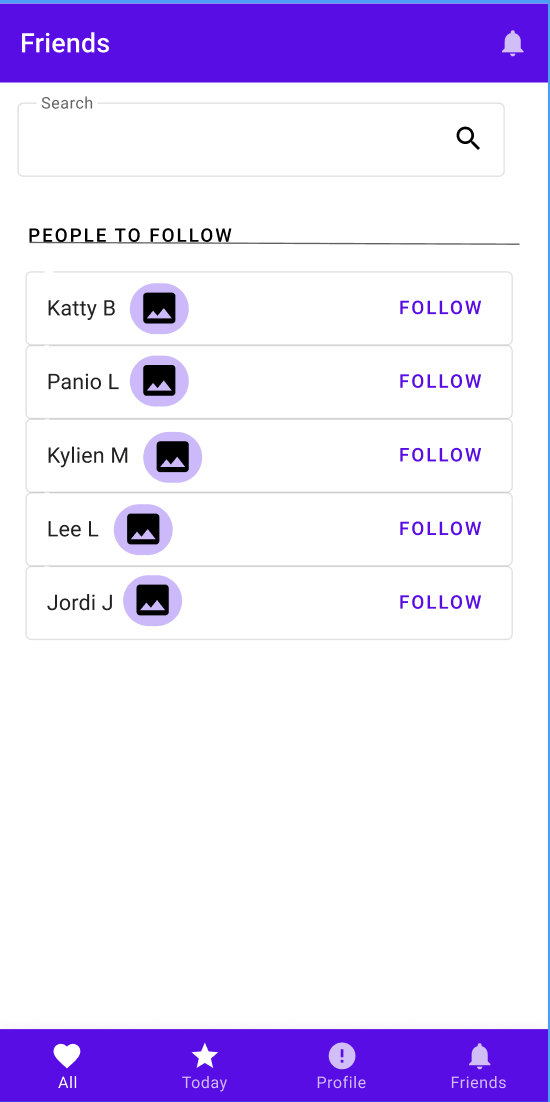 Friends
Search
PEOPLE TO FOLLOW
Katty B FOLLOW
Panio L FOLLOW
Kylien M FOLLOW
Lee L FOLLOW
Jordi J FOLLOW
All Today Profile Friends